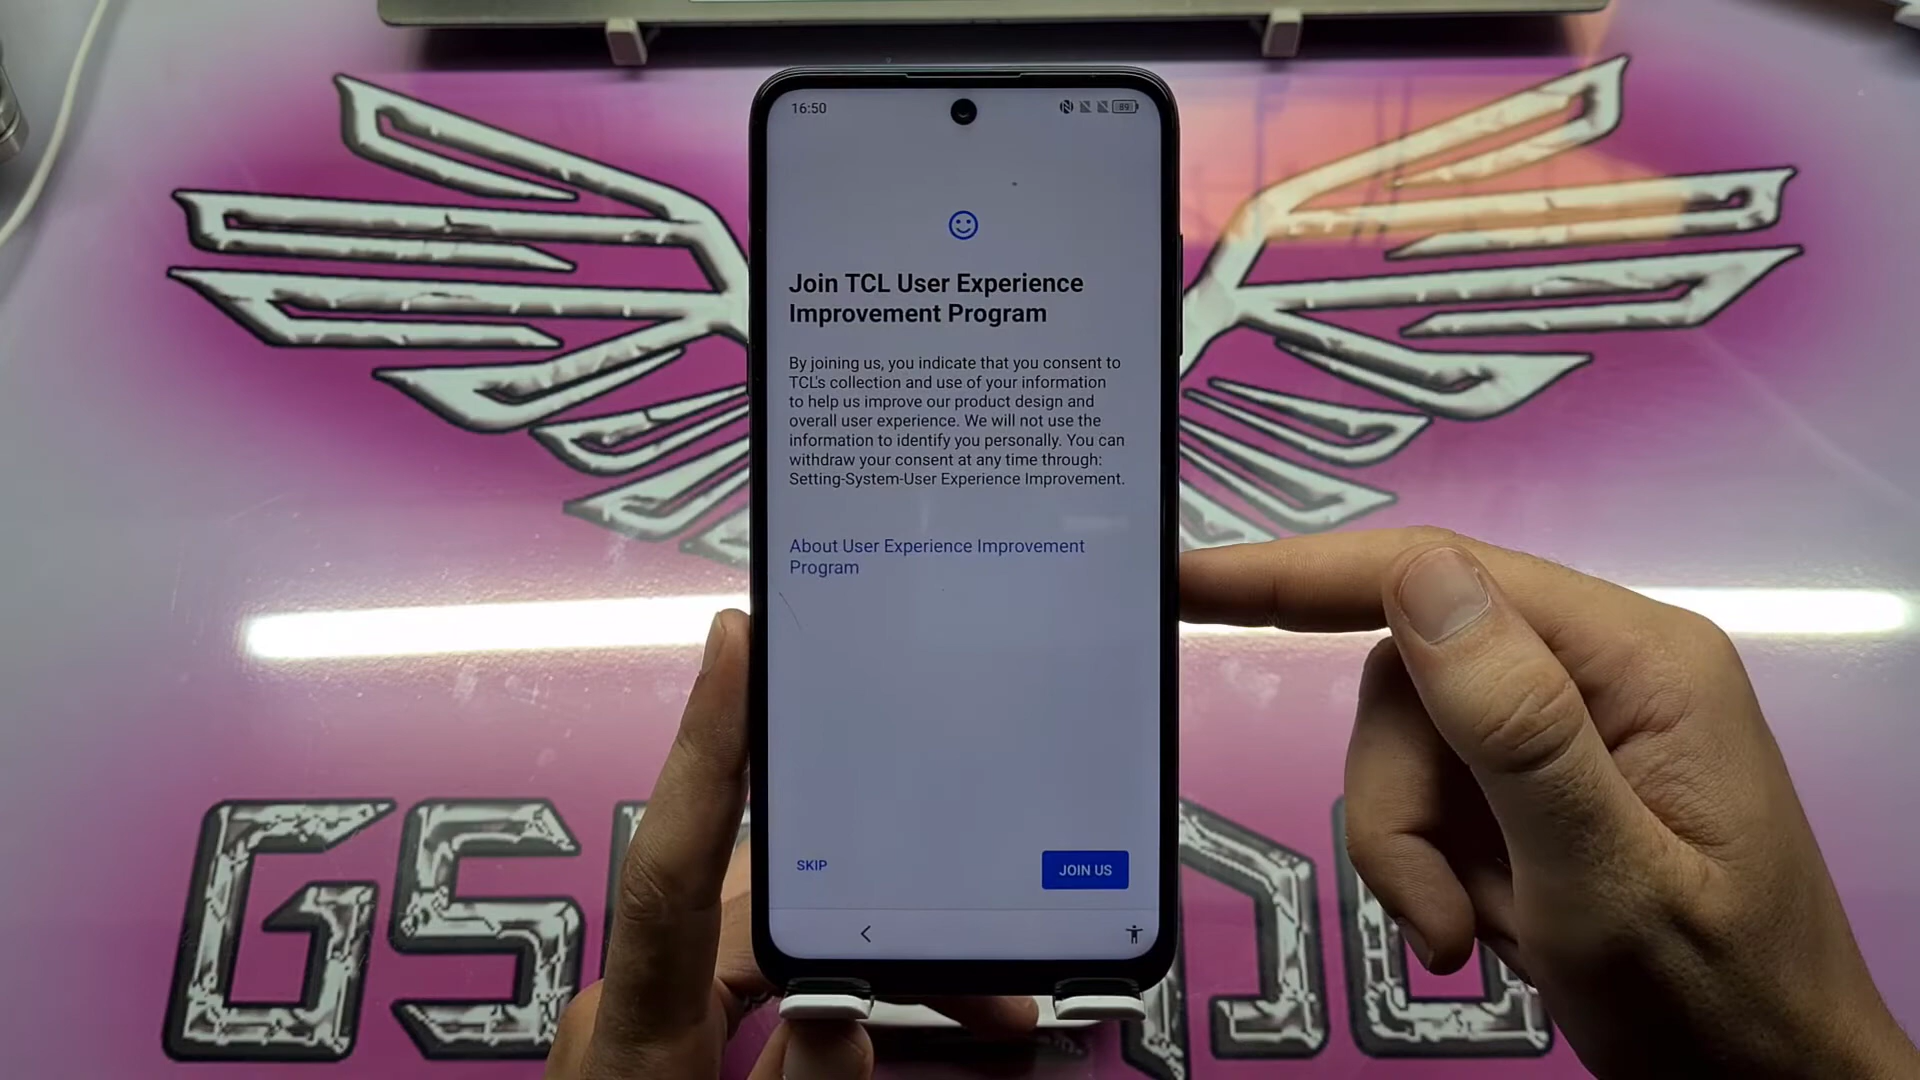 16:50
89
Join TCL User Experience
Improvement Program
By joining us, you indicate that you consent to
TCL's collection and use of your information
to help us improve our product design and
overall user experience. We will not use the
information to identify you personally. You can
withdraw your consent at any time through:
Setting-System-User Experience Improvement.
About User Experience Improvement
Program
SKIP
JOIN US
GS